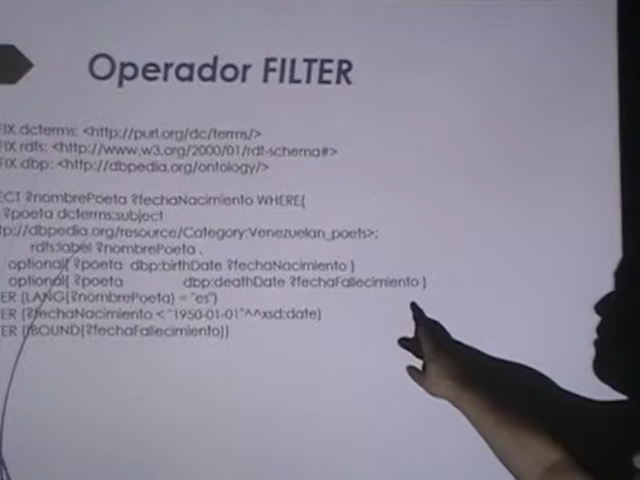 Operador FILTER
FIX dcterms: <http://purl.org/dc/terms/>
FIX rdfs: <http://www.w3.org/2000/01/rdf-schema#>
FIX dbp: <http://dbpedia.org/ontology/>
ECT ?nombrePoeta ?fechaNacimiento WHERE{
?poeta dcterms:subject
tp://dbpedia.org/resource/Category:Venezuelan_poets>;
rdfs:label ?nombrePoeta .
optional{ ?poeta dbp:birthDate ?fechaNacimiento }
optional{ ?poeta dbp:deathDate ?fechaFallecimiento }
ER (LANG(?nombrePoeta) = "es")
ER (?fechaNacimiento < "1950-01-01"^^xsd:date)
ER (!BOUND(?fechaFallecimiento))